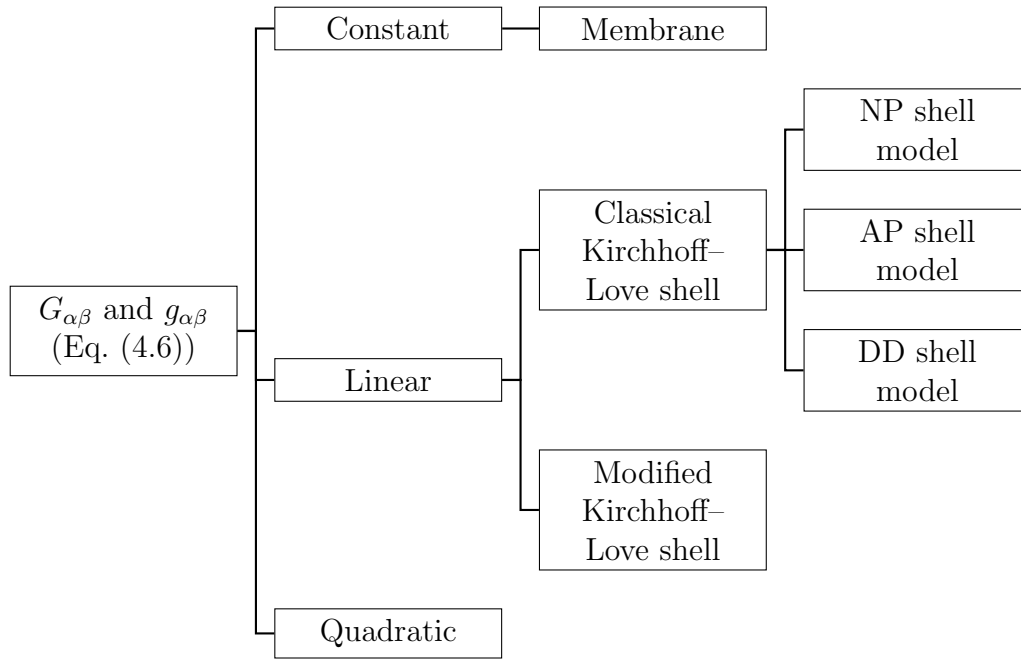 Constant
Membrane
NP shell
model
Classical
Kirchhoff–
Love shell
AP shell
model
G_{αβ} and g_{αβ}
(Eq. (4.6))
Linear
DD shell
model
Modified
Kirchhoff–
Love shell
Quadratic